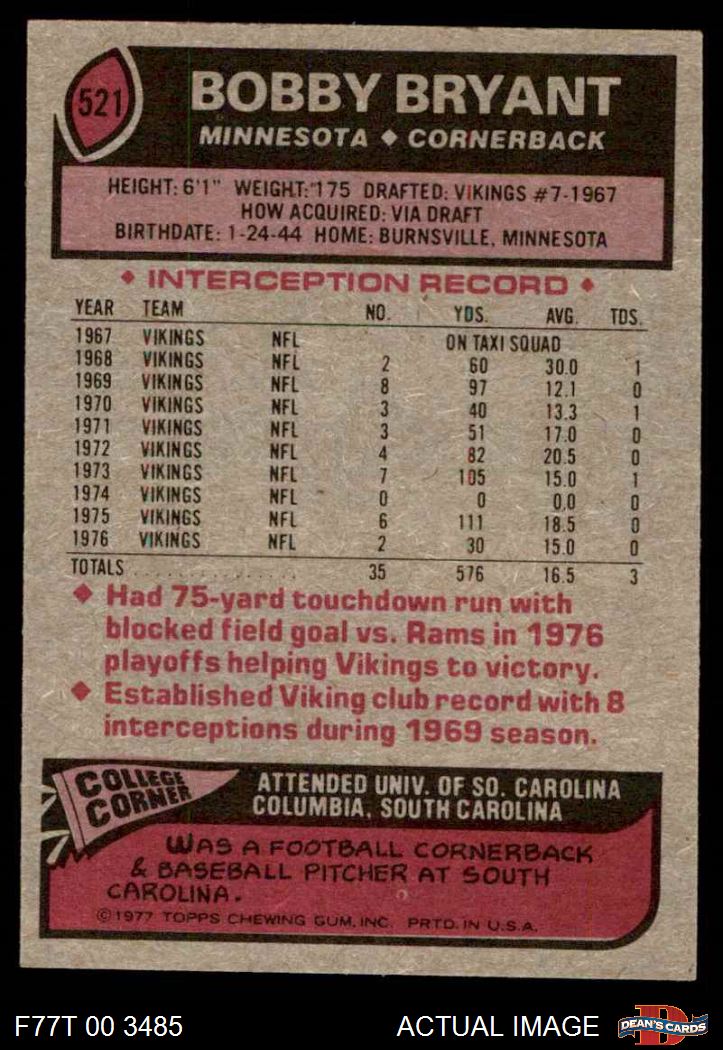 521
BOBBY BRYANT
MINNESOTA ♦ CORNERBACK
HEIGHT: 6'1" WEIGHT: 175 DRAFTED: VIKINGS #7-1967
HOW ACQUIRED: VIA DRAFT
BIRTHDATE: 1-24-44 HOME: BURNSVILLE, MINNESOTA
♦ INTERCEPTION RECORD ♦
YEAR TEAM NO. YDS. AVG. TDS.
1967 VIKINGS NFL ON TAXI SQUAD
1968 VIKINGS NFL 2 60 30.0 1
1969 VIKINGS NFL 8 97 12.1 0
1970 VIKINGS NFL 3 40 13.3 1
1971 VIKINGS NFL 3 51 17.0 0
1972 VIKINGS NFL 4 82 20.5 0
1973 VIKINGS NFL 7 105 15.0 1
1974 VIKINGS NFL 0 0 0.0 0
1975 VIKINGS NFL 6 111 18.5 0
1976 VIKINGS NFL 2 30 15.0 0
TOTALS .................. 35 576 16.5 3
♦ Had 75-yard touchdown run with
blocked field goal vs. Rams in 1976
playoffs helping Vikings to victory.
♦ Established Viking club record with 8
interceptions during 1969 season.
COLLEGE
CORNER
ATTENDED UNIV. OF SO. CAROLINA
COLUMBIA, SOUTH CAROLINA
WAS A FOOTBALL CORNERBACK
& BASEBALL PITCHER AT SOUTH
CAROLINA.
©1977 TOPPS CHEWING GUM, INC. PRTD. IN U.S.A.
F77T 00 3485 ACTUAL IMAGE
D
DEAN'S CARDS